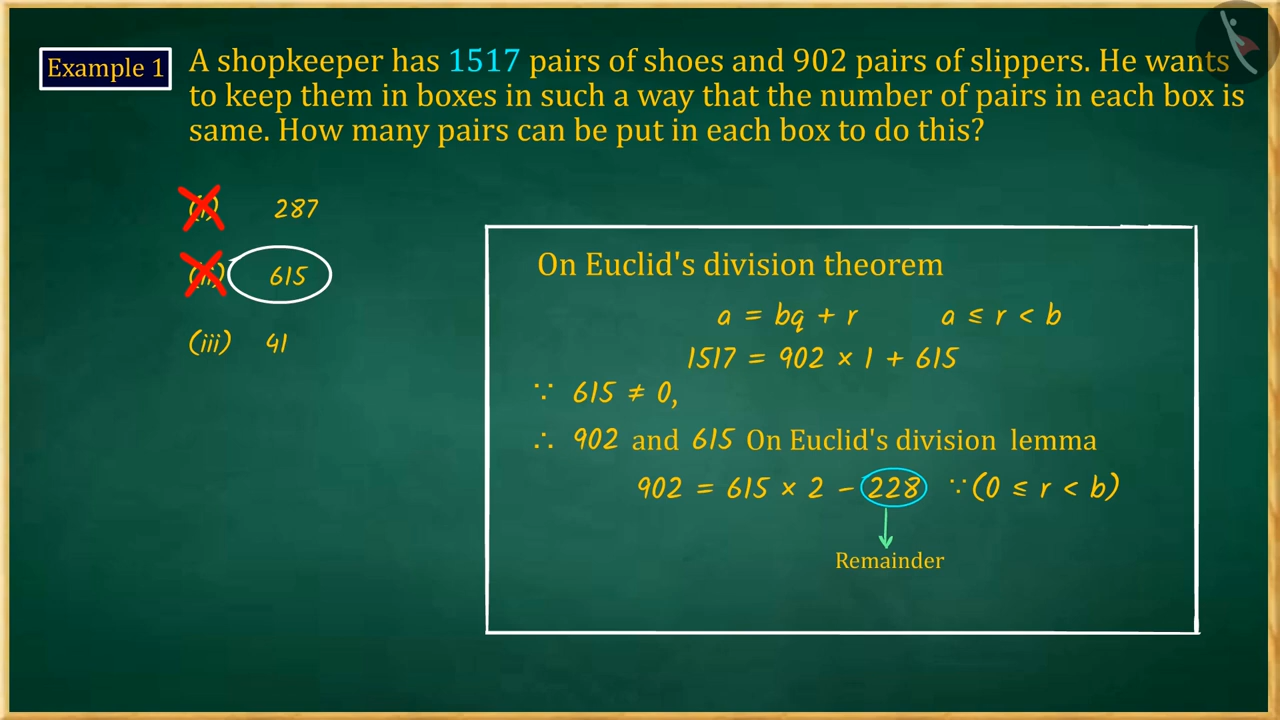 Example 1
A shopkeeper has 1517 pairs of shoes and 902 pairs of slippers. He wants
to keep them in boxes in such a way that the number of pairs in each box is
same. How many pairs can be put in each box to do this?
(i) 287
(ii) 615
(iii) 41
On Euclid's division theorem
a = bq + r a ≤ r < b
1517 = 902 × 1 + 615
∵ 615 ≠ 0,
∴ 902 and 615 On Euclid's division lemma
902 = 615 × 2 − 228 ∵ (0 ≤ r < b)
Remainder